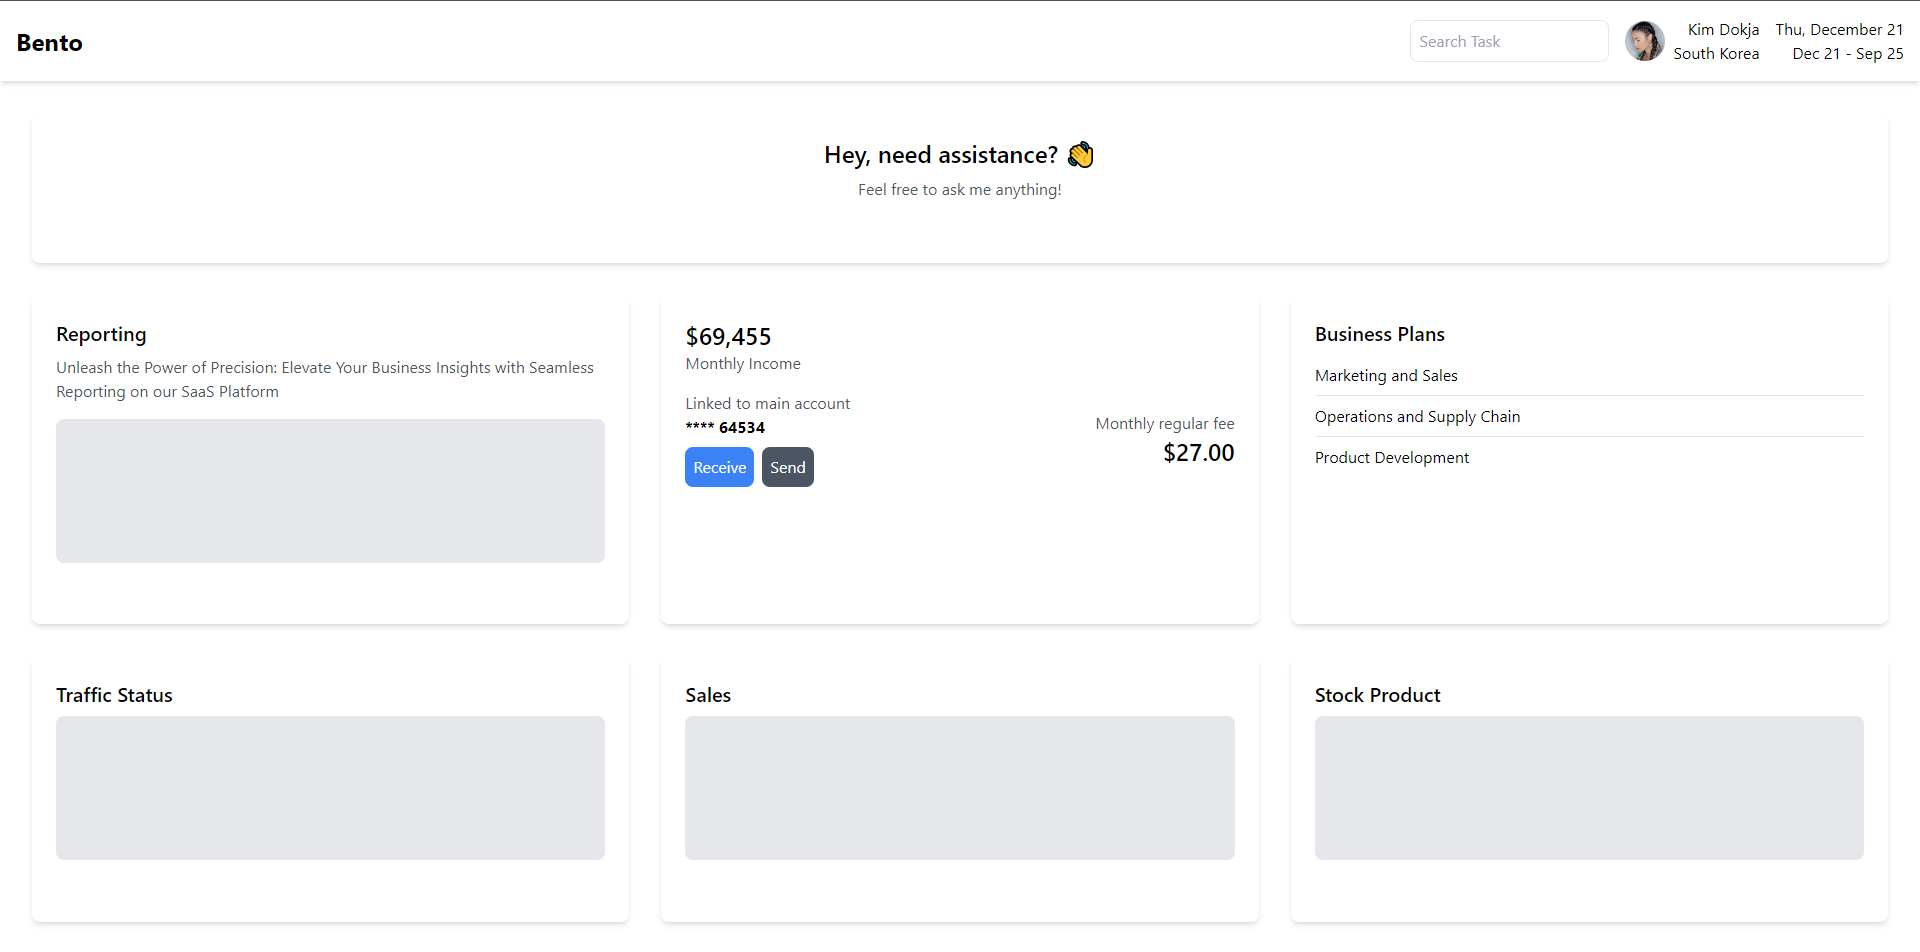 Bento
Search Task
Kim Dokja
South Korea
Thu, December 21
Dec 21 - Sep 25
Hey, need assistance? 👋
Feel free to ask me anything!
Reporting
Unleash the Power of Precision: Elevate Your Business Insights with Seamless
Reporting on our SaaS Platform
$69,455
Monthly Income
Linked to main account
**** 64534
Receive
Send
Monthly regular fee
$27.00
Business Plans
Marketing and Sales
Operations and Supply Chain
Product Development
Traffic Status
Sales
Stock Product